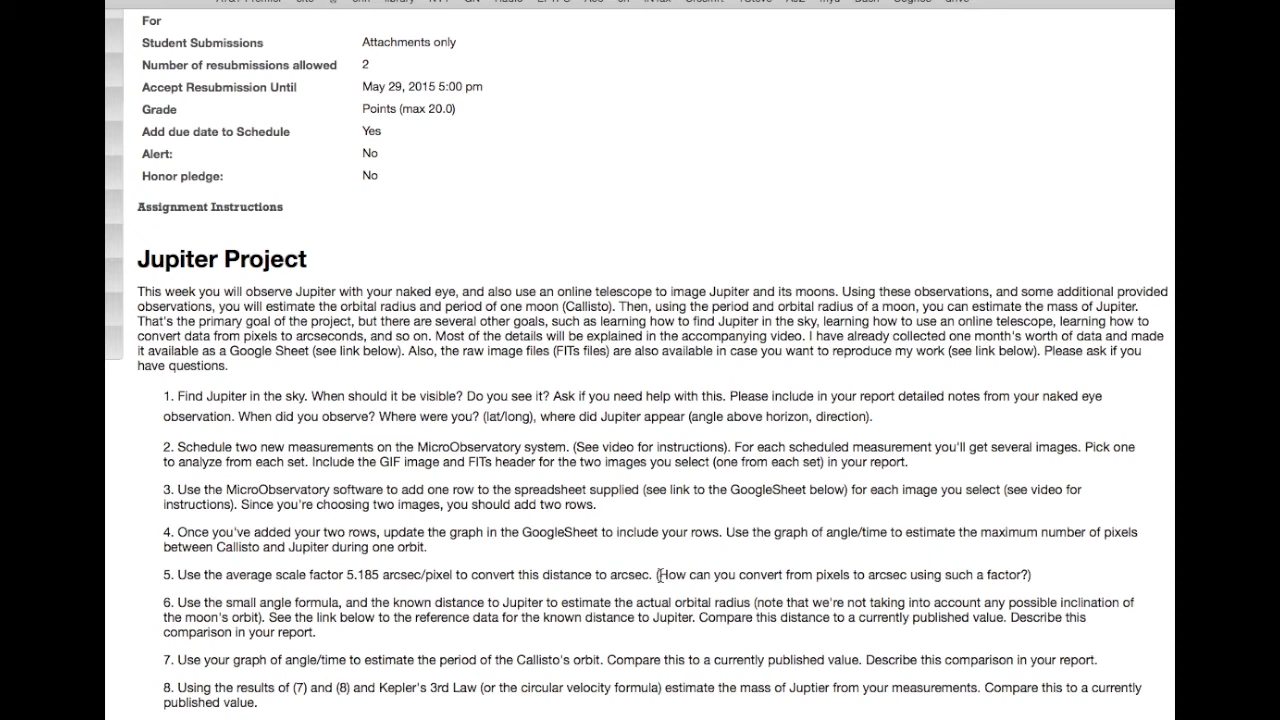 For
Student Submissions Attachments only
Number of resubmissions allowed 2
Accept Resubmission Until May 29, 2015 5:00 pm
Grade Points (max 20.0)
Add due date to Schedule Yes
Alert: No
Honor pledge: No
Assignment Instructions
Jupiter Project
This week you will observe Jupiter with your naked eye, and also use an online telescope to image Jupiter and its moons. Using these observations, and some additional provided
observations, you will estimate the orbital radius and period of one moon (Callisto). Then, using the period and orbital radius of a moon, you can estimate the mass of Jupiter.
That's the primary goal of the project, but there are several other goals, such as learning how to find Jupiter in the sky, learning how to use an online telescope, learning how to
convert data from pixels to arcseconds, and so on. Most of the details will be explained in the accompanying video. I have already collected one month's worth of data and made
it available as a Google Sheet (see link below). Also, the raw image files (FITs files) are also available in case you want to reproduce my work (see link below). Please ask if you
have questions.
1. Find Jupiter in the sky. When should it be visible? Do you see it? Ask if you need help with this. Please include in your report detailed notes from your naked eye
observation. When did you observe? Where were you? (lat/long), where did Jupiter appear (angle above horizon, direction).
2. Schedule two new measurements on the MicroObservatory system. (See video for instructions). For each scheduled measurement you'll get several images. Pick one
to analyze from each set. Include the GIF image and FITs header for the two images you select (one from each set) in your report.
3. Use the MicroObservatory software to add one row to the spreadsheet supplied (see link to the GoogleSheet below) for each image you select (see video for
instructions). Since you're choosing two images, you should add two rows.
4. Once you've added your two rows, update the graph in the GoogleSheet to include your rows. Use the graph of angle/time to estimate the maximum number of pixels
between Callisto and Jupiter during one orbit.
5. Use the average scale factor 5.185 arcsec/pixel to convert this distance to arcsec. (How can you convert from pixels to arcsec using such a factor?)
6. Use the small angle formula, and the known distance to Jupiter to estimate the actual orbital radius (note that we're not taking into account any possible inclination of
the moon's orbit). See the link below to the reference data for the known distance to Jupiter. Compare this distance to a currently published value. Describe this
comparison in your report.
7. Use your graph of angle/time to estimate the period of the Callisto's orbit. Compare this to a currently published value. Describe this comparison in your report.
8. Using the results of (7) and (8) and Kepler's 3rd Law (or the circular velocity formula) estimate the mass of Juptier from your measurements. Compare this to a currently
published value.